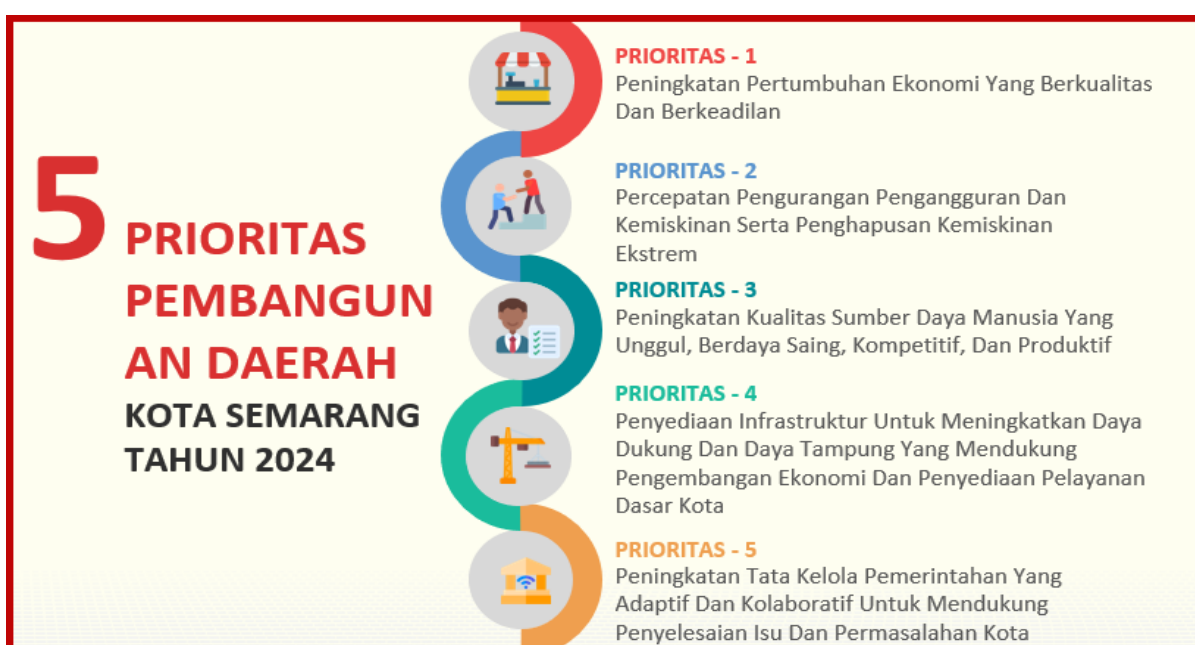 5 PRIORITAS
PEMBANGUN
AN DAERAH
KOTA SEMARANG
TAHUN 2024
PRIORITAS - 1
Peningkatan Pertumbuhan Ekonomi Yang Berkualitas
Dan Berkeadilan
PRIORITAS - 2
Percepatan Pengurangan Pengangguran Dan
Kemiskinan Serta Penghapusan Kemiskinan
Ekstrem
PRIORITAS - 3
Peningkatan Kualitas Sumber Daya Manusia Yang
Unggul, Berdaya Saing, Kompetitif, Dan Produktif
PRIORITAS - 4
Penyediaan Infrastruktur Untuk Meningkatkan Daya
Dukung Dan Daya Tampung Yang Mendukung
Pengembangan Ekonomi Dan Penyediaan Pelayanan
Dasar Kota
PRIORITAS - 5
Peningkatan Tata Kelola Pemerintahan Yang
Adaptif Dan Kolaboratif Untuk Mendukung
Penyelesaian Isu Dan Permasalahan Kota